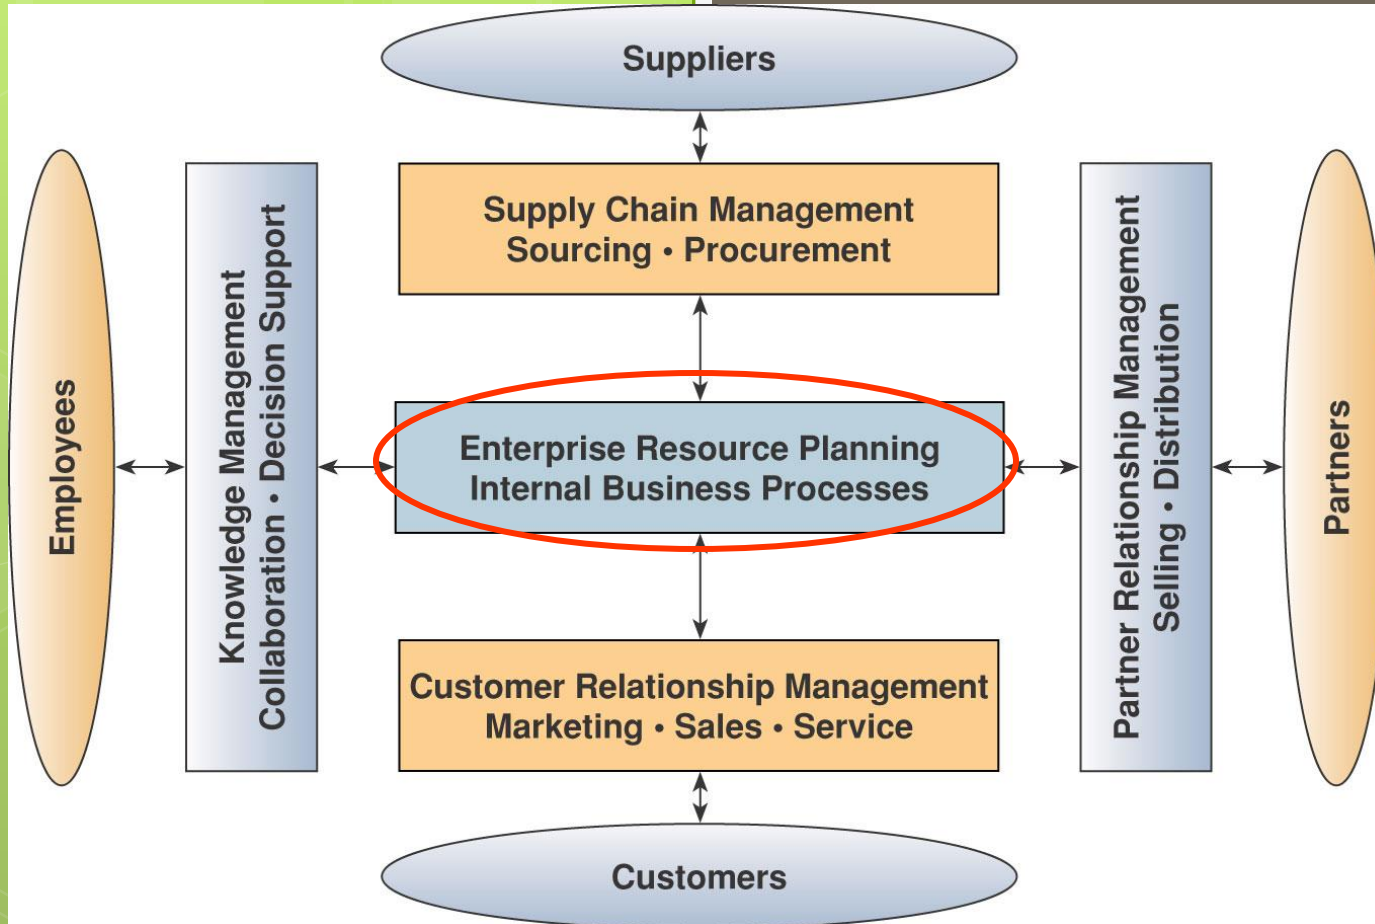 Suppliers
Supply Chain Management
Sourcing • Procurement
Employees
Knowledge Management
Collaboration • Decision Support
Enterprise Resource Planning
Internal Business Processes
Partner Relationship Management
Selling • Distribution
Partners
Customer Relationship Management
Marketing • Sales • Service
Customers